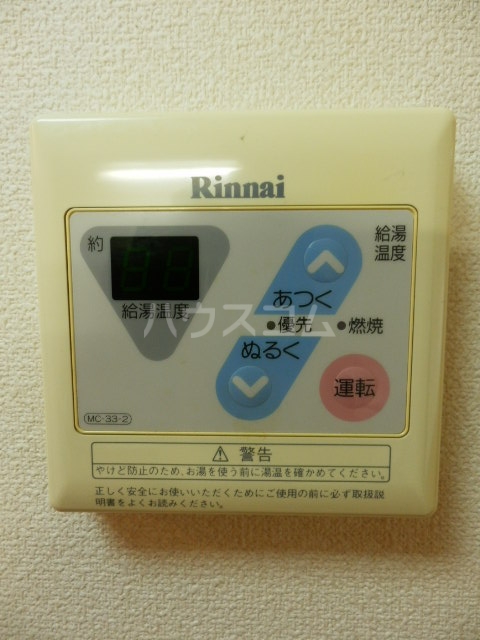 Rinnai
約
給湯温度
給湯
温度
あつく
●優先 ●燃焼
ぬるく
運転
MC-33-2
⚠ 警告
やけど防止のため、お湯を使う前に湯温を確かめてください。
正しく安全にお使いいただくためにご使用の前に必ず取扱説
明書をよくお読みください。
ハウスコム